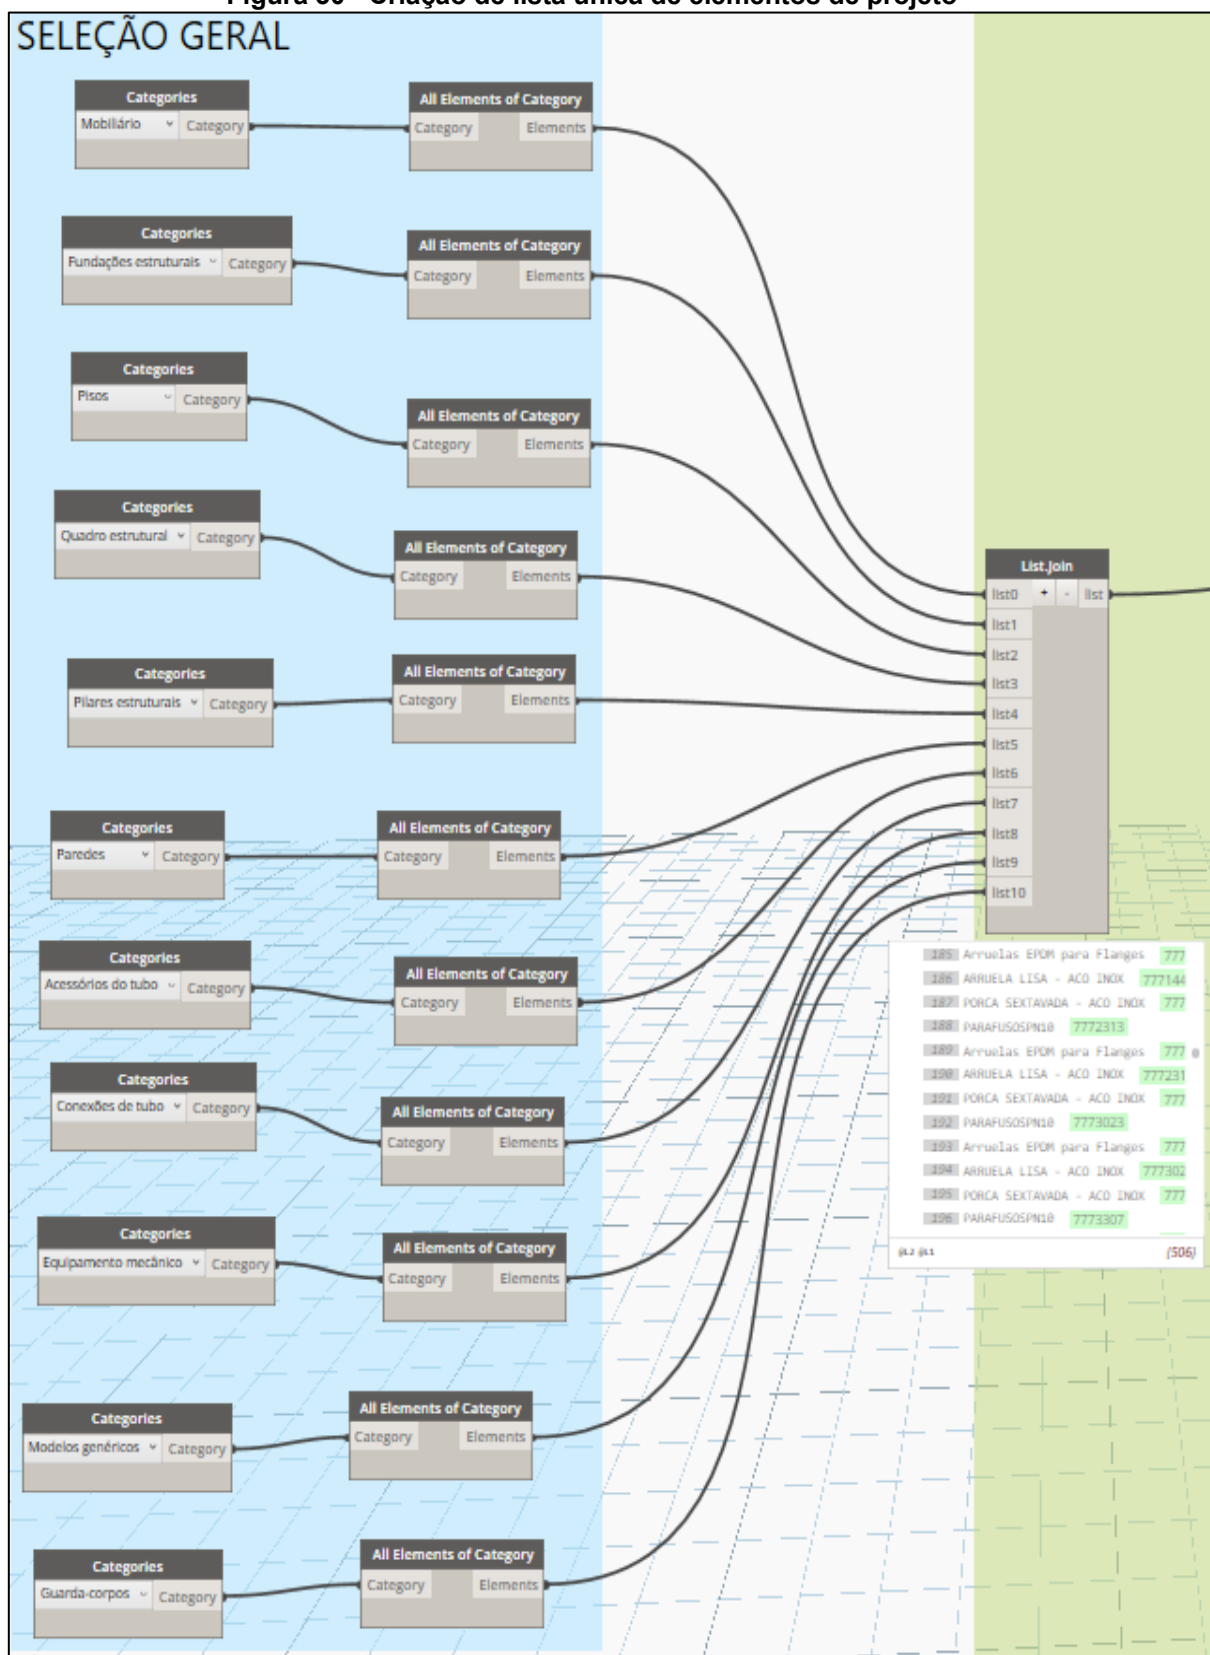 SELEÇÃO GERAL
Categories
Mobiliário
Category
All Elements of Category
Category
Elements
Categories
Fundações estruturais
Category
All Elements of Category
Category
Elements
Categories
Pisos
Category
All Elements of Category
Category
Elements
Categories
Quadro estrutural
Category
All Elements of Category
Category
Elements
Categories
Pilares estruturais
Category
All Elements of Category
Category
Elements
Categories
Paredes
Category
All Elements of Category
Category
Elements
Categories
Acessórios do tubo
Category
All Elements of Category
Category
Elements
Categories
Conexões de tubo
Category
All Elements of Category
Category
Elements
Categories
Equipamento mecânico
Category
All Elements of Category
Category
Elements
Categories
Modelos genéricos
Category
All Elements of Category
Category
Elements
Categories
Guarda-corpos
Category
All Elements of Category
Category
Elements
List.Join
list0 + - list
list1
list2
list3
list4
list5
list6
list7
list8
list9
list10
185 Arruelas EPDM para Flanges 777
186 ARRUELA LISA - ACO INOX 777144
187 PORCA SEXTAVADA - ACO INOX 777
188 PARAFUSOSPN10 7772313
189 Arruelas EPDM para Flanges 777
190 ARRUELA LISA - ACO INOX 777231
191 PORCA SEXTAVADA - ACO INOX 777
192 PARAFUSOSPN10 7773023
193 Arruelas EPDM para Flanges 777
194 ARRUELA LISA - ACO INOX 777302
195 PORCA SEXTAVADA - ACO INOX 777
196 PARAFUSOSPN10 7773307
@L2 @L1 {506}